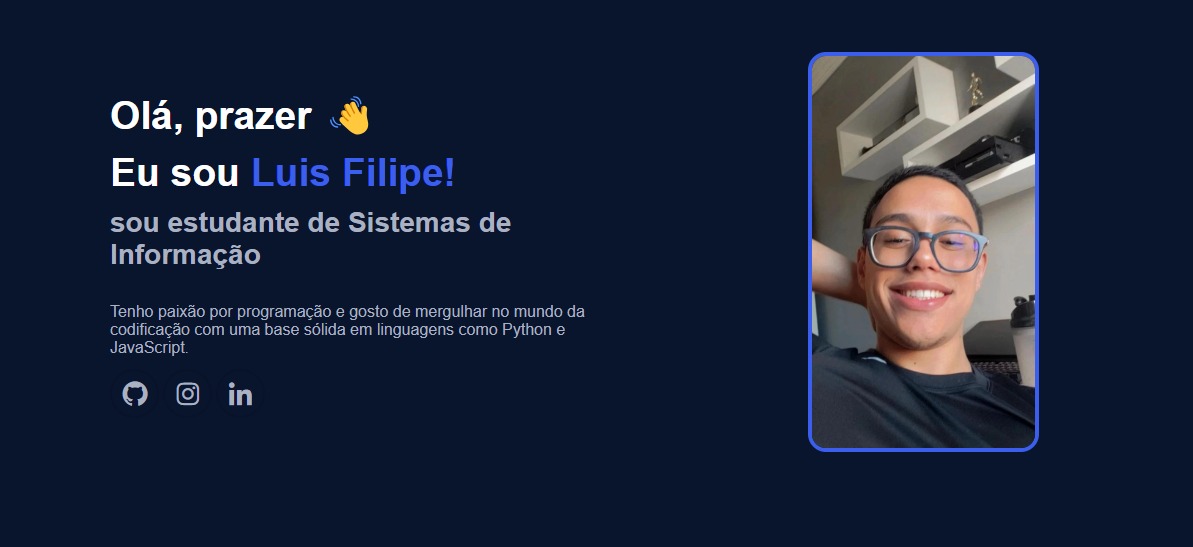 Olá, prazer 👋
Eu sou Luis Filipe!
sou estudante de Sistemas de
Informação
Tenho paixão por programação e gosto de mergulhar no mundo da
codificação com uma base sólida em linguagens como Python e
JavaScript.